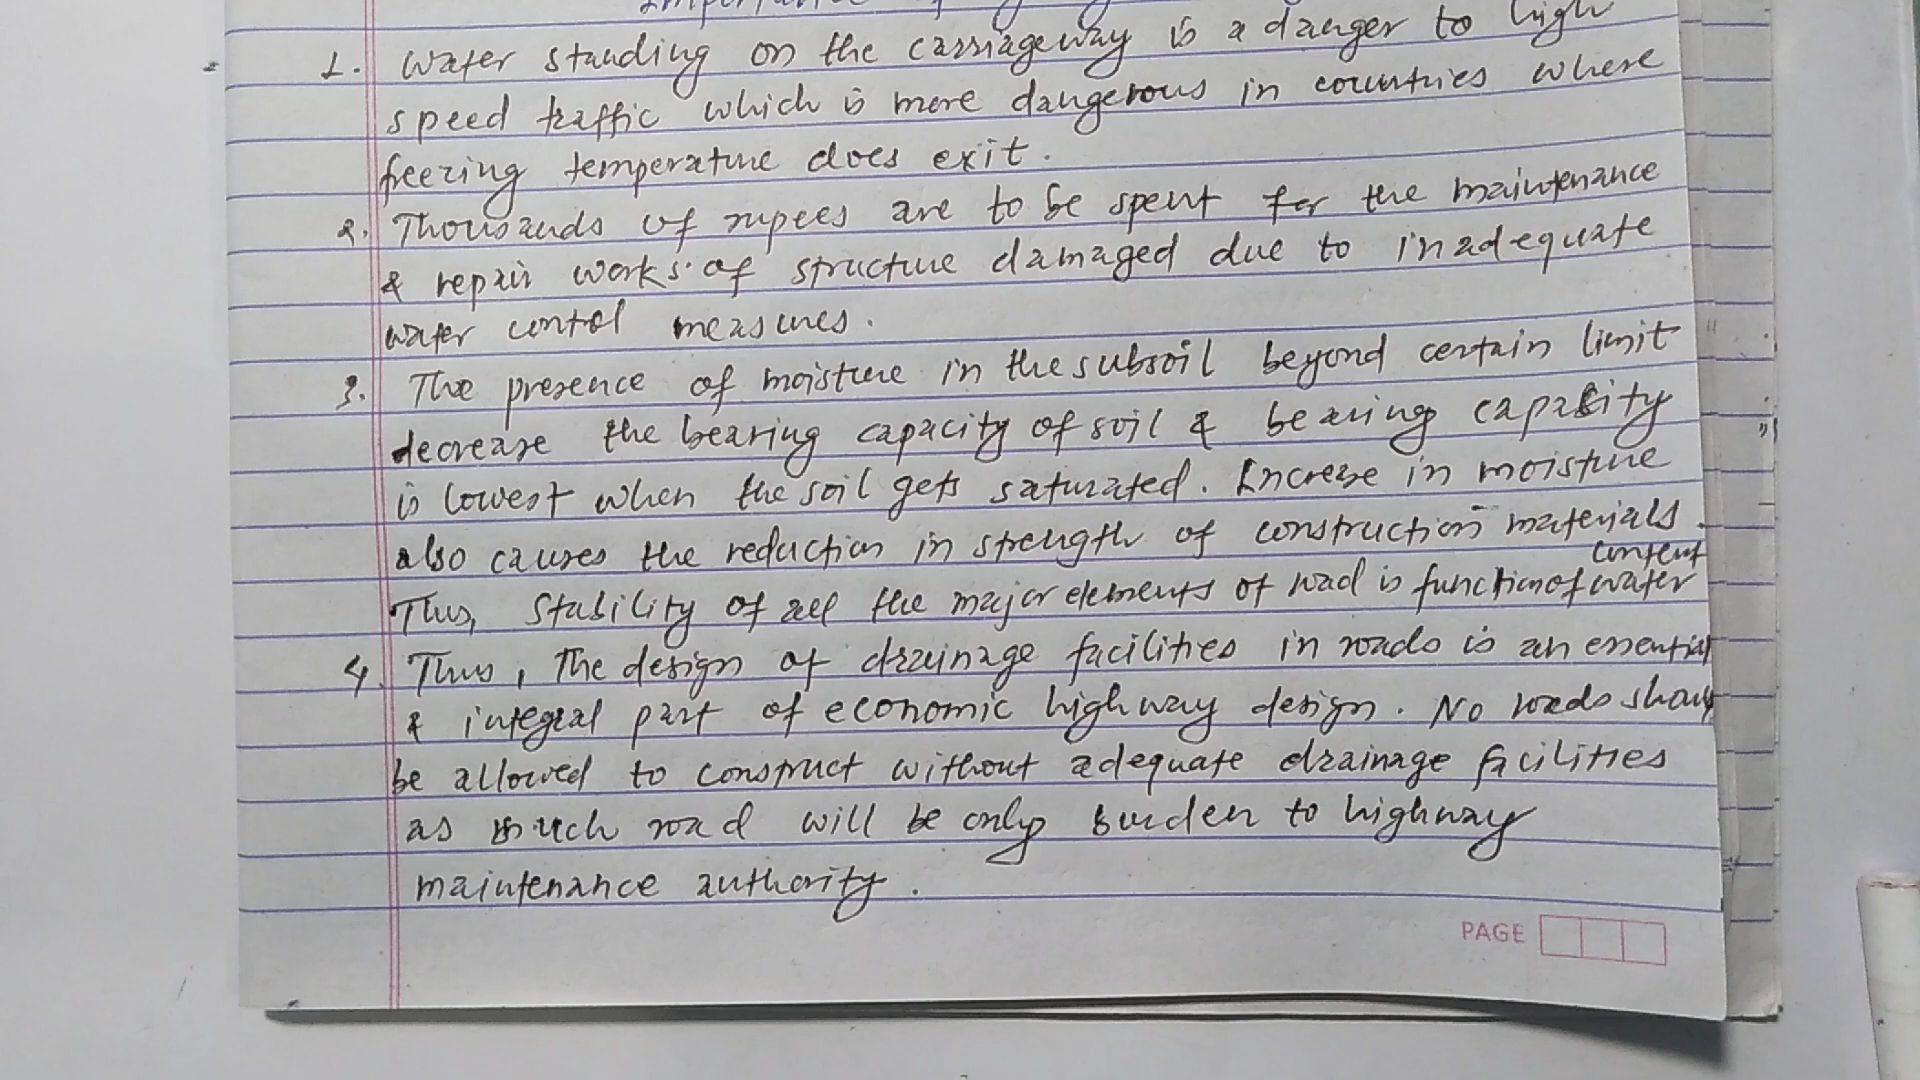 Importance of
1. Water standing on the carriageway is a danger to high
speed traffic which is more dangerous in countries where
freezing temperature does exit.
2. Thousands of rupees are to be spent for the maintenance
& repair works of structure damaged due to inadequate
water control measures.
3. The presence of moisture in the subsoil beyond certain limit
decrease the bearing capacity of soil & bearing capacity
is lowest when the soil gets saturated. Increase in moisture
also causes the reduction in strength of construction materials.
content
Thus, Stability of all the major elements of road is function of water
4. Thus, The design of drainage facilities in roads is an essential
& integral part of economic highway design. No roads shoul
be allowed to construct without adequate drainage facilities
as such road will be only burden to highway
maintenance authority.
PAGE